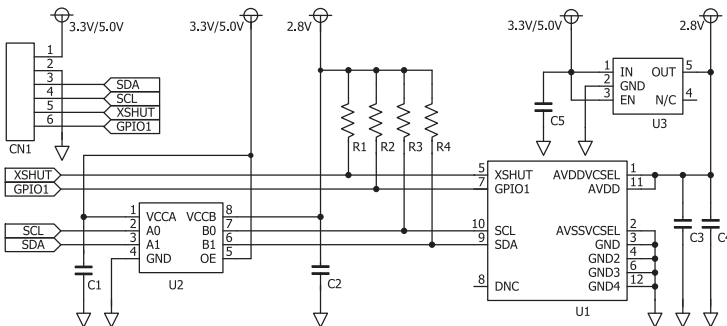 3.3V/5.0V
3.3V/5.0V
2.8V
3.3V/5.0V
2.8V
1
2
3
4
5
6
CN1
SDA
SCL
XSHUT
GPIO1
R1
R2
R3
R4
C5
1 IN OUT 5
2 GND
3 EN N/C 4
U3
XSHUT
GPIO1
SCL
SDA
1 VCCA VCCB 8
2 A0 B0 7
3 A1 B1 6
4 GND OE 5
U2
C1
C2
5 XSHUT AVDDVCSEL 1
7 GPIO1 AVDD 11
10 SCL AVSSVCSEL 2
9 SDA GND 3
GND2 4
GND3 6
8 DNC GND4 12
U1
C3
C4